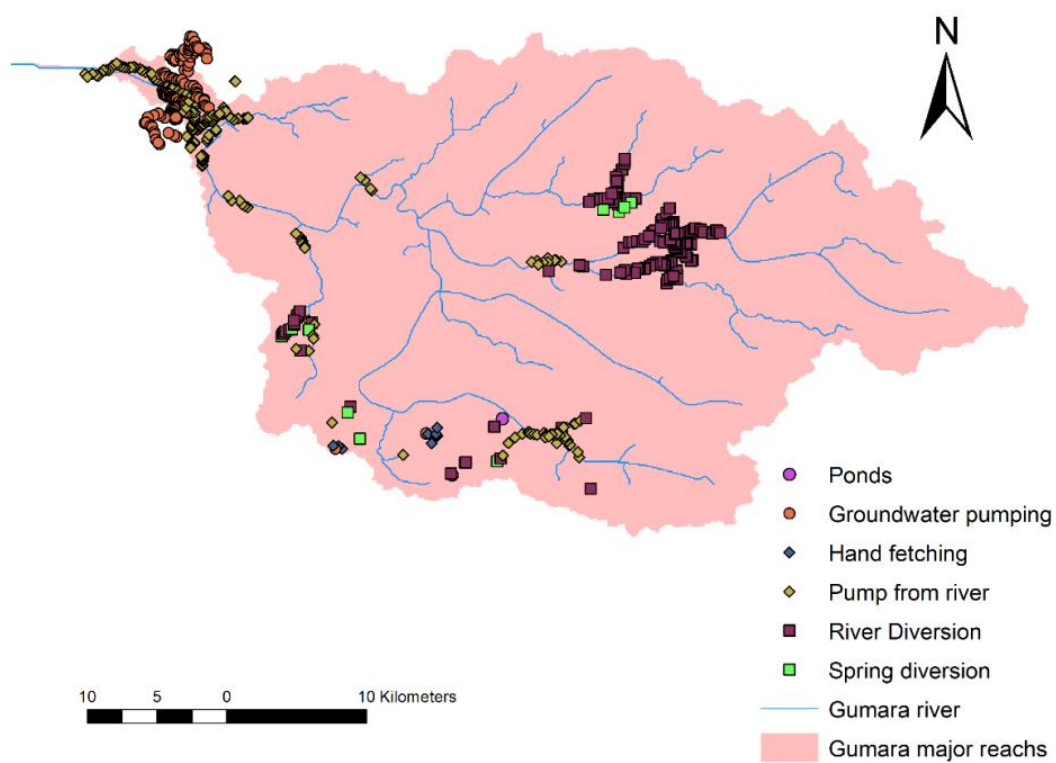 N
Ponds
Groundwater pumping
Hand fetching
Pump from river
River Diversion
Spring diversion
Gumara river
Gumara major reachs
10 5 0 10 Kilometers